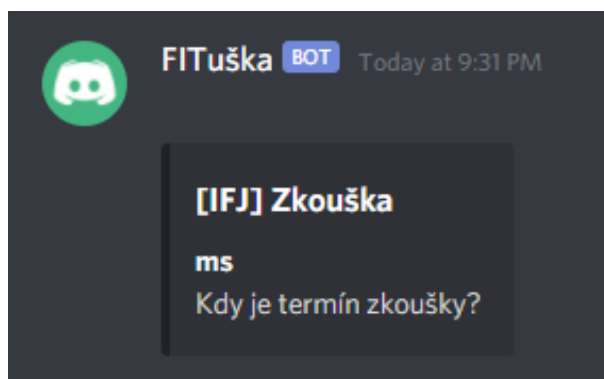 FITuška BOT Today at 9:31 PM
[IFJ] Zkouška
ms
Kdy je termín zkoušky?